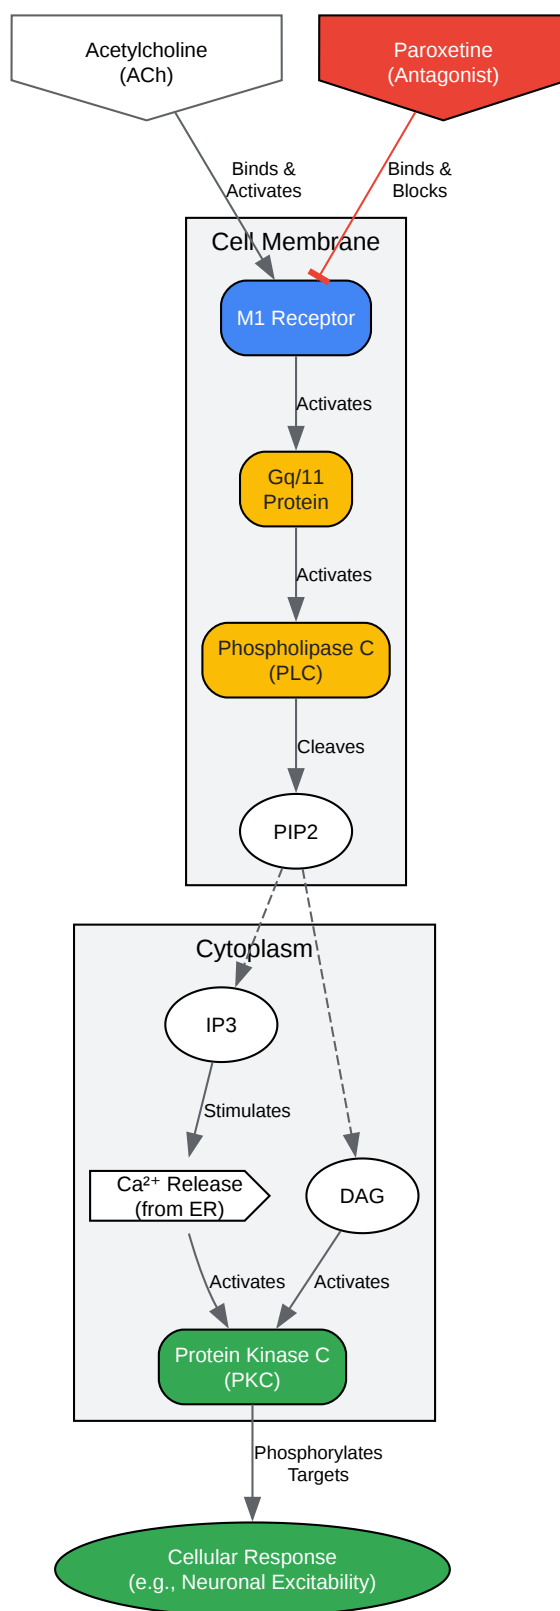 Acetylcholine
(ACh)
Paroxetine
(Antagonist)
Binds &
Activates
Binds &
Blocks
Cell Membrane
M1 Receptor
Activates
Gq/11
Protein
Activates
Phospholipase C
(PLC)
Cleaves
PIP2
Cytoplasm
IP3
Stimulates
Ca²⁺ Release
(from ER)
DAG
Activates
Activates
Protein Kinase C
(PKC)
Phosphorylates
Targets
Cellular Response
(e.g., Neuronal Excitability)